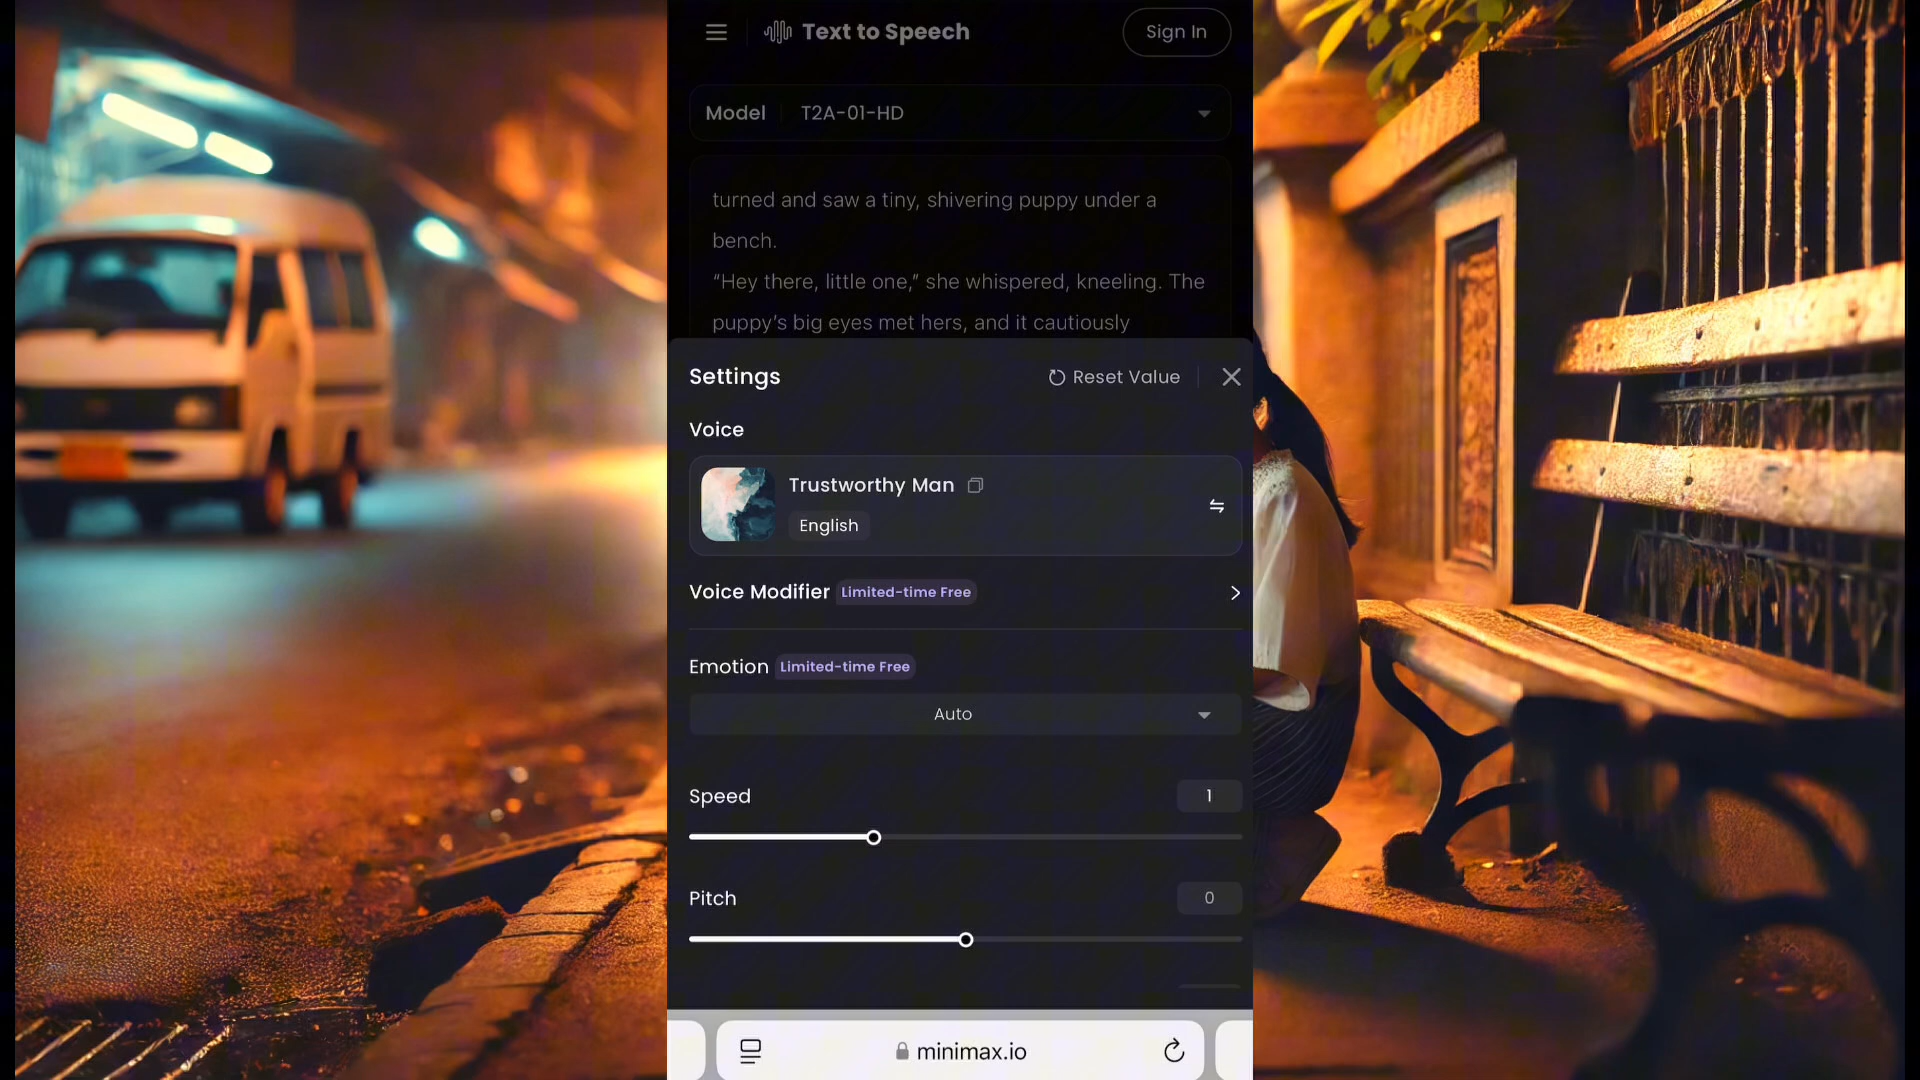 Text to Speech
Sign In
Model T2A-01-HD
turned and saw a tiny, shivering puppy under a
bench.
“Hey there, little one,” she whispered, kneeling. The
puppy’s big eyes met hers, and it cautiously
Settings
Reset Value
Voice
Trustworthy Man
English
Voice Modifier Limited-time Free
Emotion Limited-time Free
Auto
Speed 1
Pitch 0
minimax.io